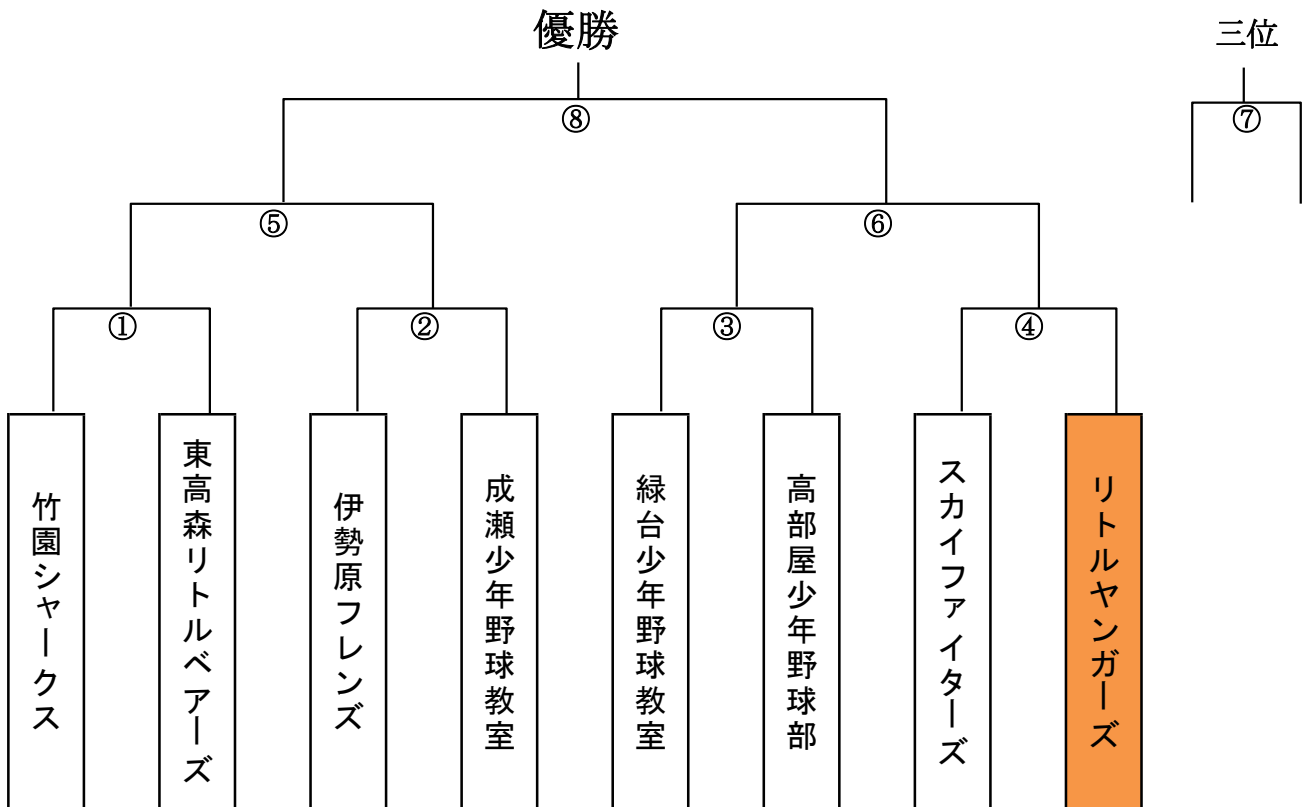 優勝
三位
⑧
⑦
⑤
⑥
①
②
③
④
竹園シャークス
東高森リトルベアーズ
伊勢原フレンズ
成瀬少年野球教室
緑台少年野球教室
高部屋少年野球部
スカイファイターズ
リトルヤンガーズ